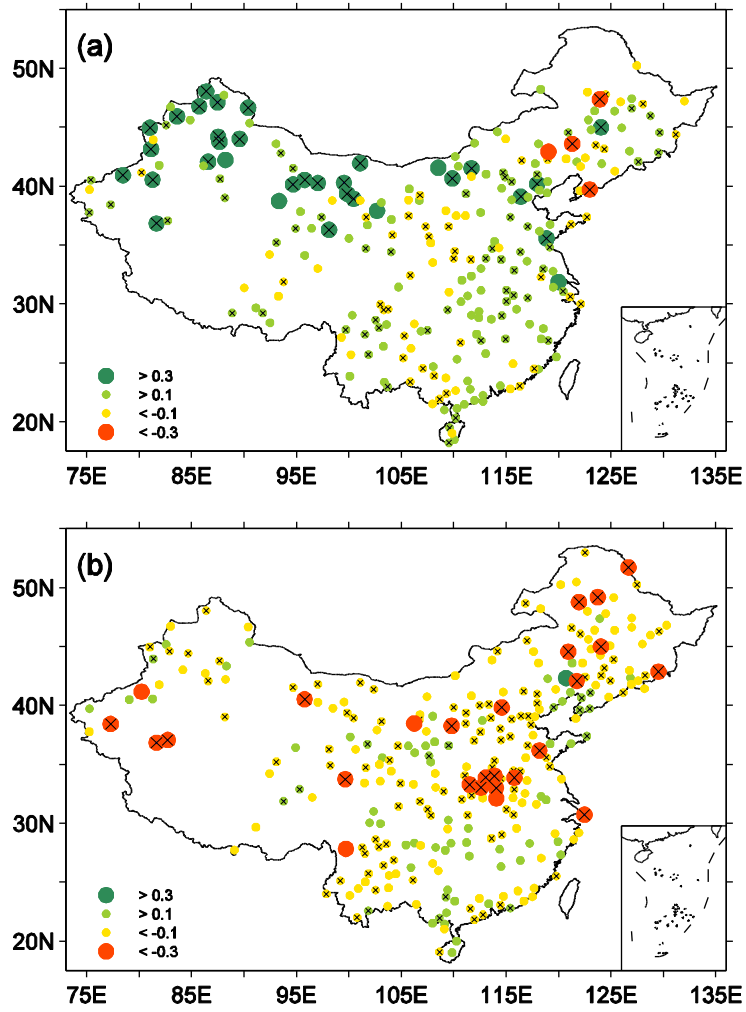 (a)
50N
40N
30N
20N
> 0.3
> 0.1
< -0.1
< -0.3
75E 85E 95E 105E 115E 125E 135E
(b)
50N
40N
30N
20N
> 0.3
> 0.1
< -0.1
< -0.3
75E 85E 95E 105E 115E 125E 135E